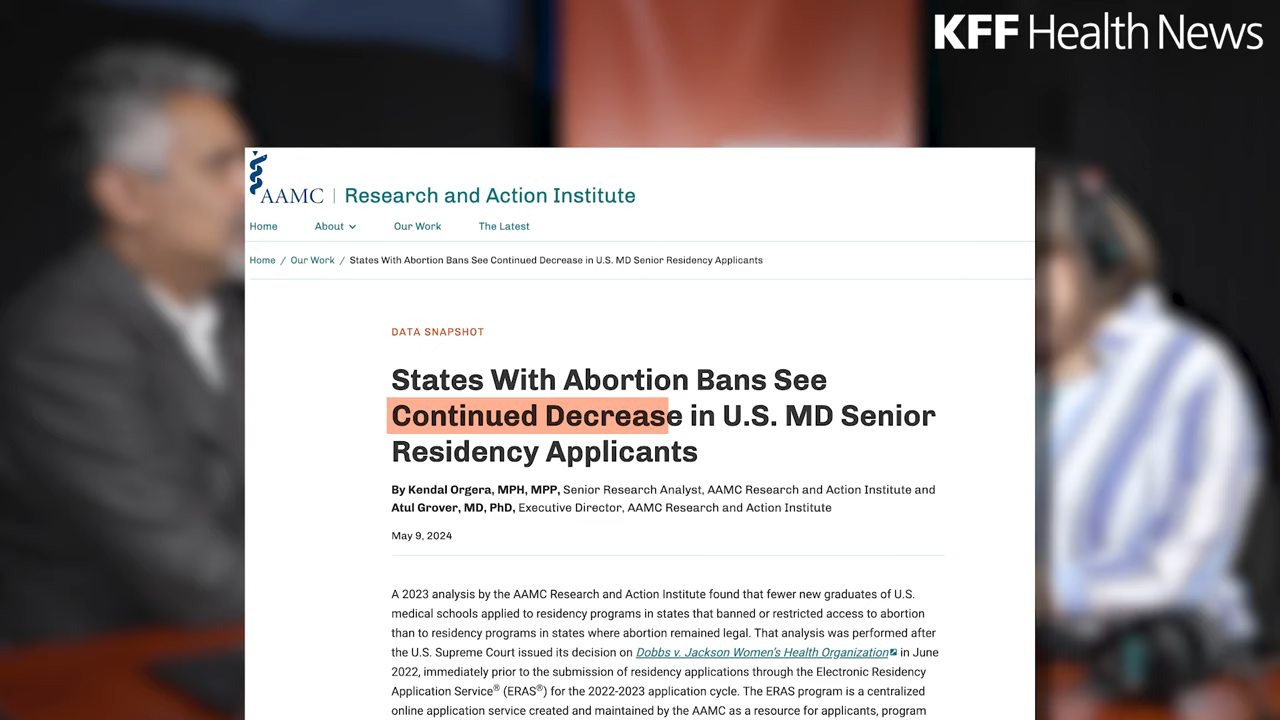 KFF Health News
AAMC | Research and Action Institute
Home About Our Work The Latest
Home / Our Work / States With Abortion Bans See Continued Decrease in U.S. MD Senior Residency Applicants
DATA SNAPSHOT
States With Abortion Bans See
Continued Decrease in U.S. MD Senior
Residency Applicants
By Kendal Orgera, MPH, MPP, Senior Research Analyst, AAMC Research and Action Institute and
Atul Grover, MD, PhD, Executive Director, AAMC Research and Action Institute
May 9, 2024
A 2023 analysis by the AAMC Research and Action Institute found that fewer new graduates of U.S.
medical schools applied to residency programs in states that banned or restricted access to abortion
than to residency programs in states where abortion remained legal. That analysis was performed after
the U.S. Supreme Court issued its decision on Dobbs v. Jackson Women's Health Organization in June
2022, immediately prior to the submission of residency applications through the Electronic Residency
Application Service® (ERAS®) for the 2022-2023 application cycle. The ERAS program is a centralized
online application service created and maintained by the AAMC as a resource for applicants, program